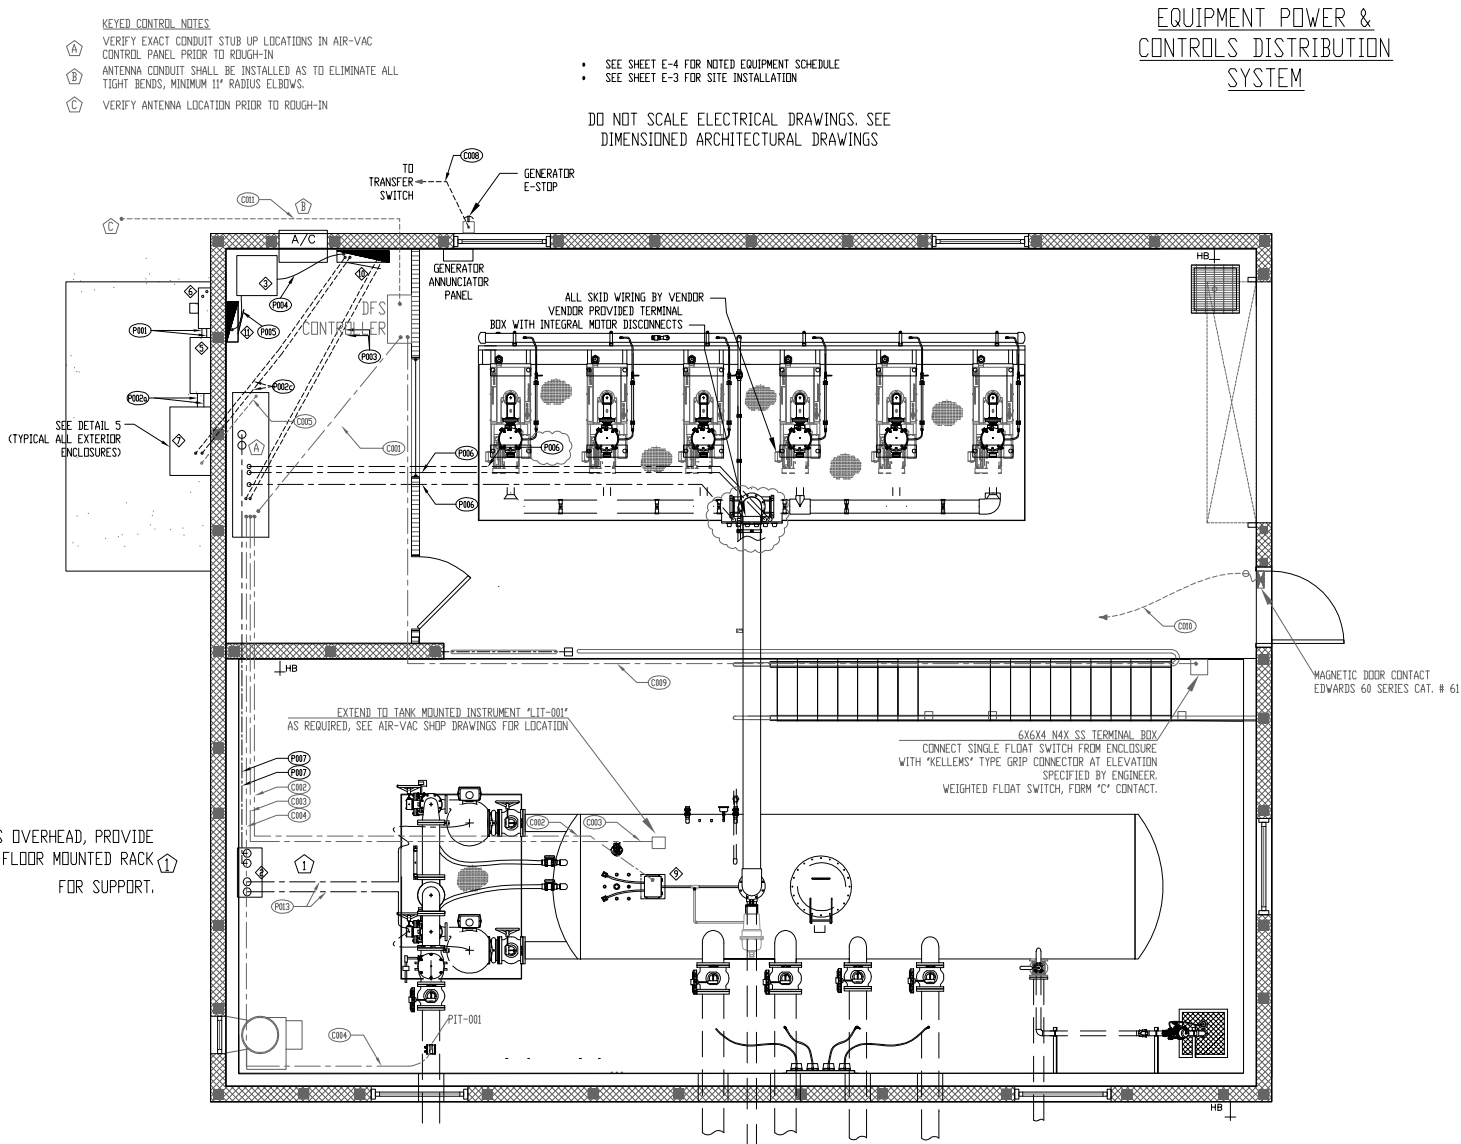 KEYED CONTROL NOTES
A
VERIFY EXACT CONDUIT STUB UP LOCATIONS IN AIR-VAC
CONTROL PANEL PRIOR TO ROUGH-IN
B
ANTENNA CONDUIT SHALL BE INSTALLED AS TO ELIMINATE ALL
TIGHT BENDS, MINIMUM 11" RADIUS ELBOWS.
C
VERIFY ANTENNA LOCATION PRIOR TO ROUGH-IN
• SEE SHEET E-4 FOR NOTED EQUIPMENT SCHEDULE
• SEE SHEET E-3 FOR SITE INSTALLATION
DO NOT SCALE ELECTRICAL DRAWINGS. SEE
DIMENSIONED ARCHITECTURAL DRAWINGS
EQUIPMENT POWER &
CONTROLS DISTRIBUTION
SYSTEM
C008
TO
TRANSFER
SWITCH
GENERATOR
E-STOP
C011
B
C
A/C
GENERATOR
ANNUNCIATOR
PANEL
HB
3
10
6
P004
DFS
CONTROLLER
P001
11
P005
5
P003
ALL SKID WIRING BY VENDOR
VENDOR PROVIDED TERMINAL
BOX WITH INTEGRAL MOTOR DISCONNECTS
P002c
P002a
C005
SEE DETAIL 5
(TYPICAL ALL EXTERIOR
ENCLOSURES)
7
A
C001
P006
P006
P006
C010
HB
C009
MAGNETIC DOOR CONTACT
EDWARDS 60 SERIES CAT. # 61
EXTEND TO TANK MOUNTED INSTRUMENT "LIT-001"
AS REQUIRED, SEE AIR-VAC SHOP DRAWINGS FOR LOCATION
6X6X4 N4X SS TERMINAL BOX
CONNECT SINGLE FLOAT SWITCH FROM ENCLOSURE
WITH "KELLEMS" TYPE GRIP CONNECTOR AT ELEVATION
SPECIFIED BY ENGINEER.
WEIGHTED FLOAT SWITCH, FORM "C" CONTACT.
P007
P007
C002
C003
C004
C002
C003
S OVERHEAD, PROVIDE
FLOOR MOUNTED RACK 1
FOR SUPPORT.
2
1
9
P013
PIT-001
C004
HB